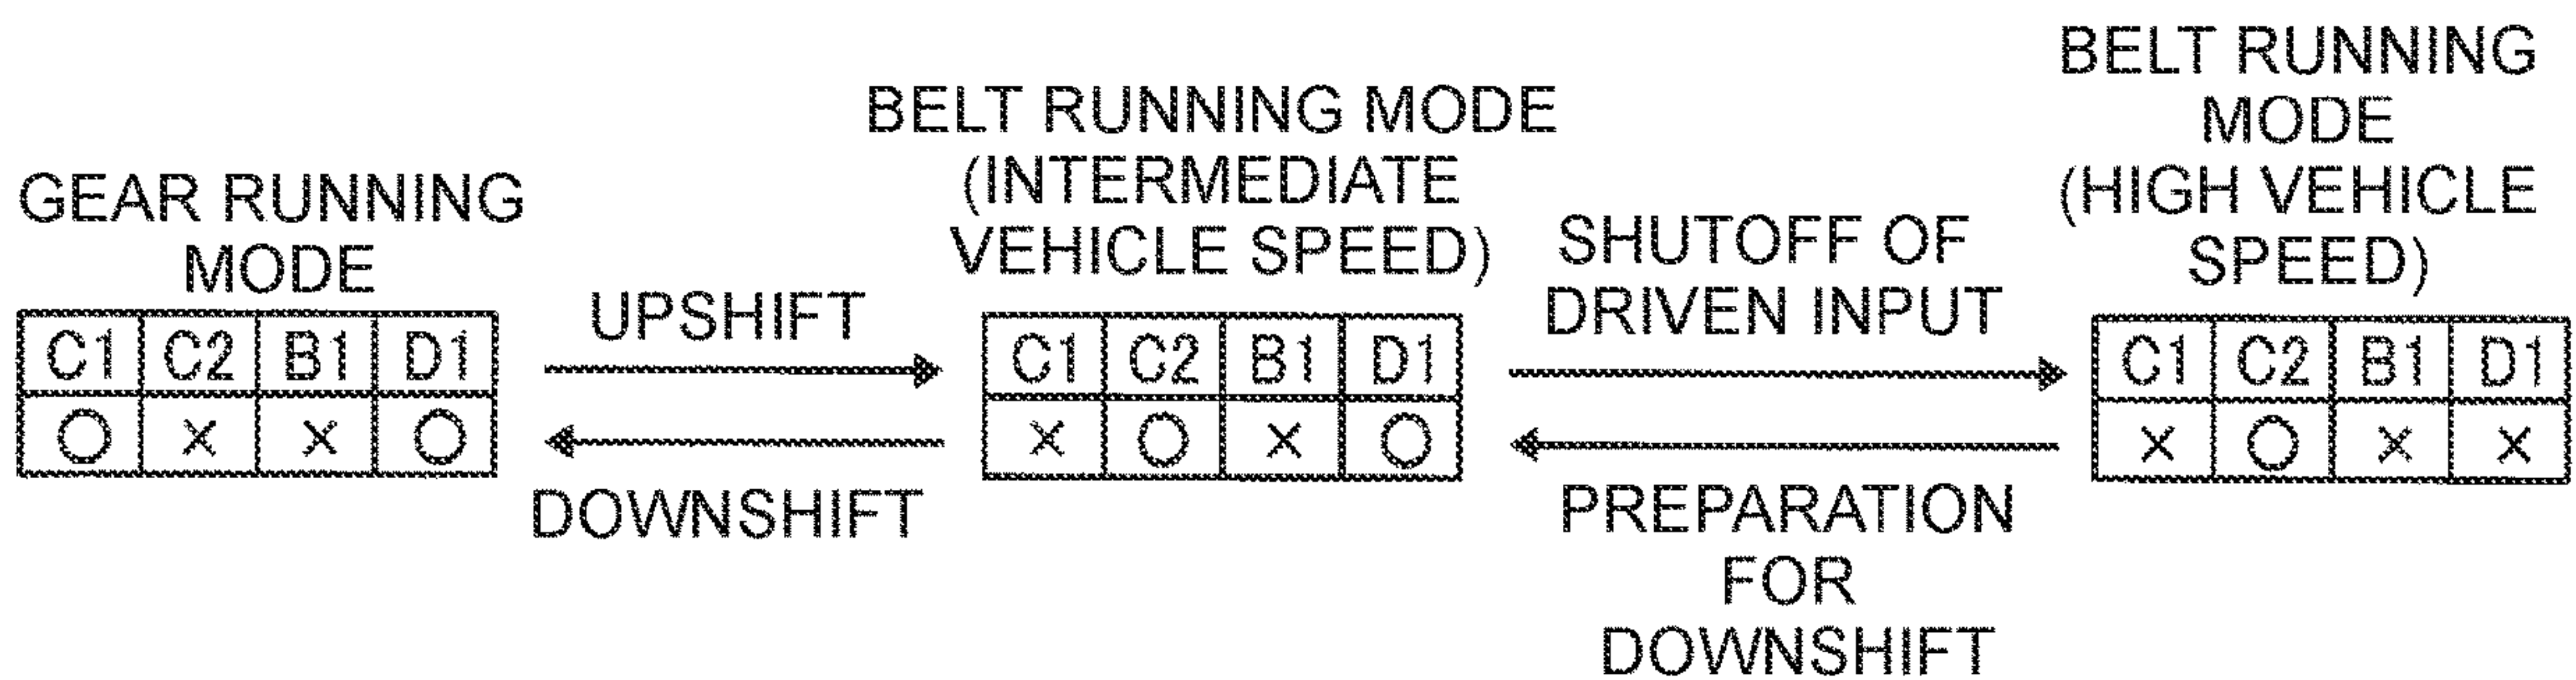 GEAR RUNNING
MODE
C1 C2 B1 D1
○ × × ○
UPSHIFT
DOWNSHIFT
BELT RUNNING MODE
(INTERMEDIATE
VEHICLE SPEED)
C1 C2 B1 D1
× ○ × ○
SHUTOFF OF
DRIVEN INPUT
PREPARATION
FOR
DOWNSHIFT
BELT RUNNING
MODE
(HIGH VEHICLE
SPEED)
C1 C2 B1 D1
× ○ × ×